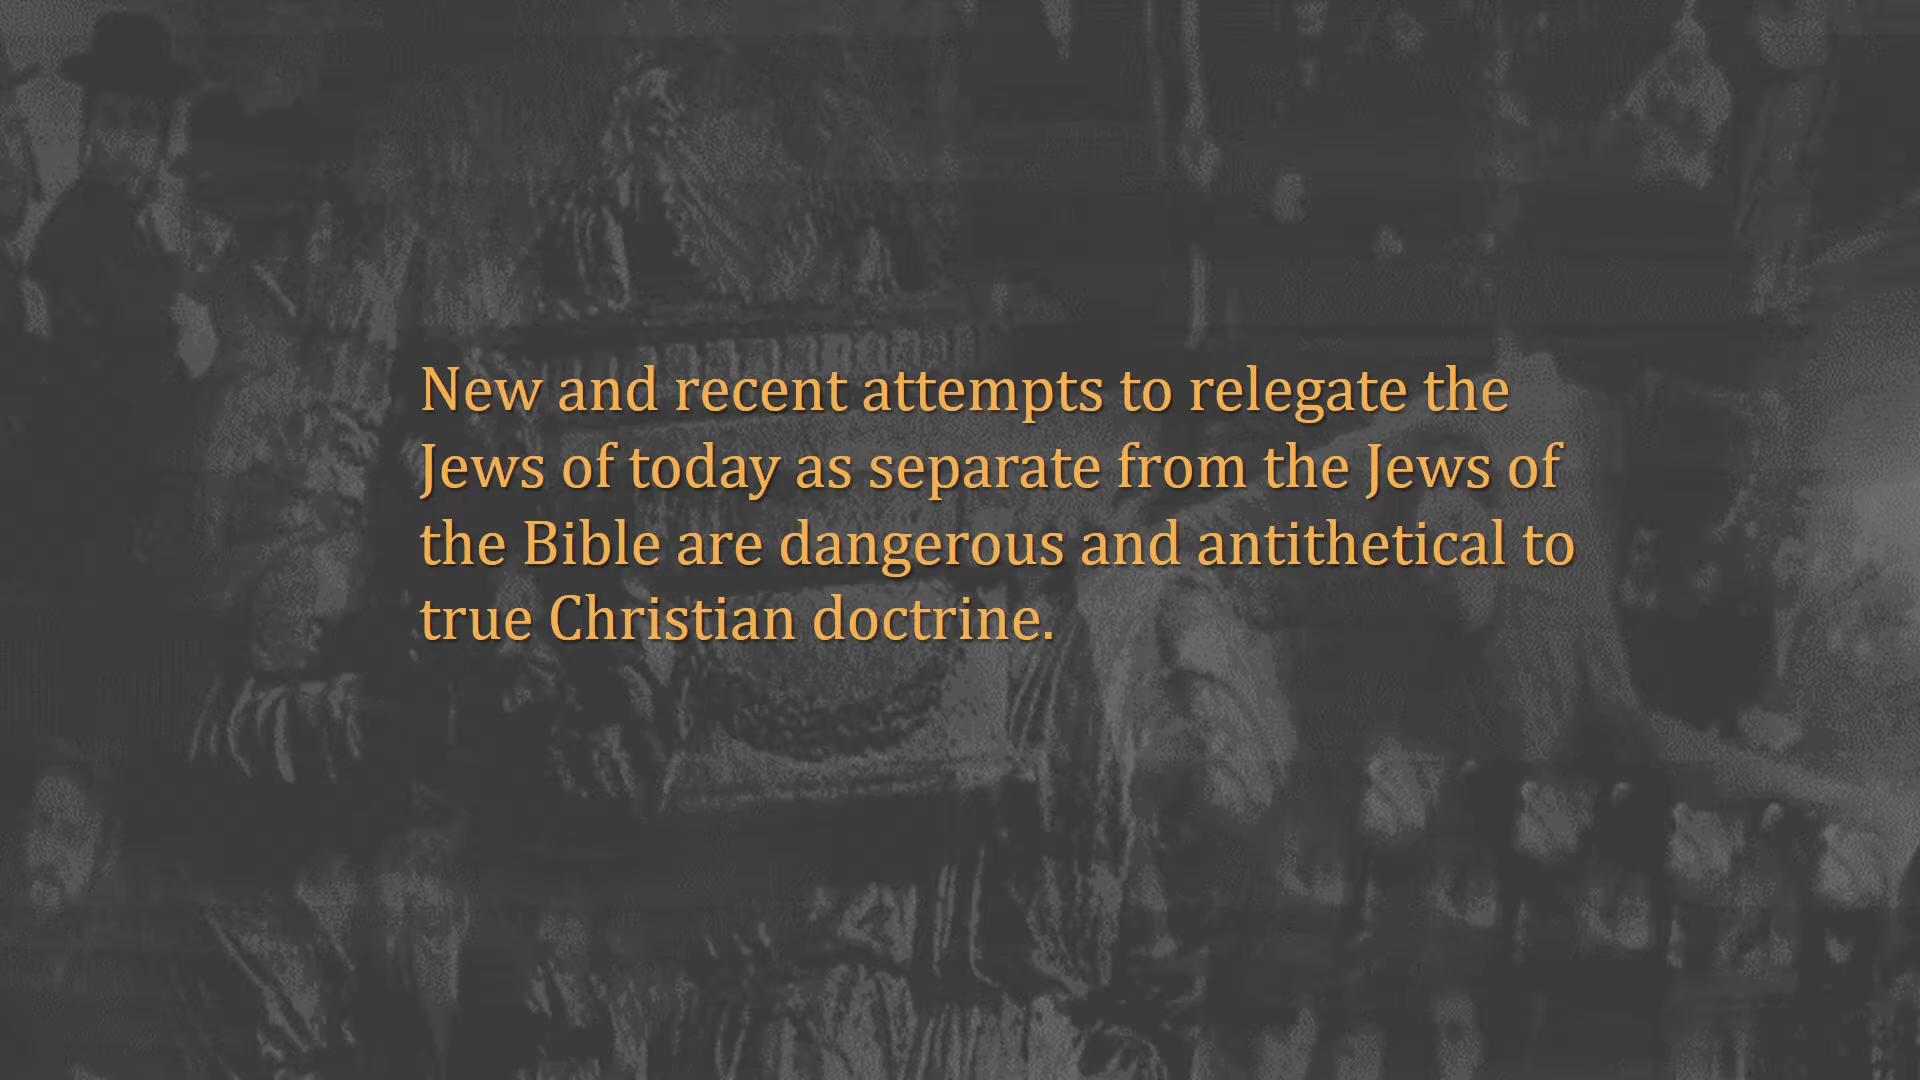 New and recent attempts to relegate the
Jews of today as separate from the Jews of
the Bible are dangerous and antithetical to
true Christian doctrine.